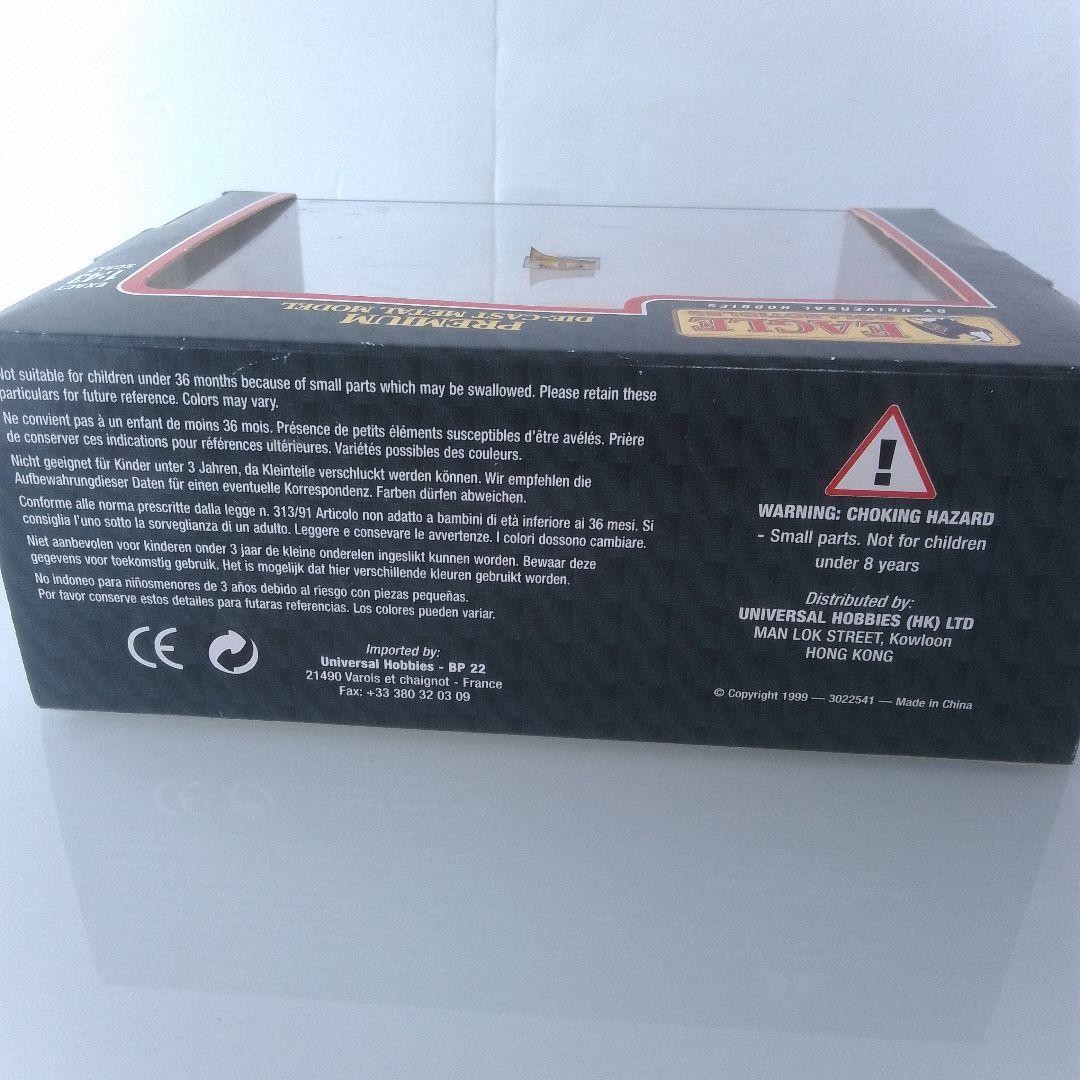 EXACT
1:43
SCALE
PREMIUM
DIE-CAST METAL MODEL
BY UNIVERSAL HOBBIES
EAGLE
COLLECTIBLES
Not suitable for children under 36 months because of small parts which may be swallowed. Please retain these
particulars for future reference. Colors may vary.
Ne convient pas à un enfant de moins 36 mois. Présence de petits éléments susceptibles d'être avélés. Prière
de conserver ces indications pour références ultérieures. Variétés possibles des couleurs.
Nicht geeignet für Kinder unter 3 Jahren, da Kleinteile verschluckt werden können. Wir empfehlen die
Aufbewahrungdieser Daten für einen eventuelle Korrespondenz. Farben dürfen abweichen.
Conforme alle norma prescritte dalla legge n. 313/91 Articolo non adatto a bambini di età inferiore ai 36 mesi. Si
consiglia l'uno sotto la sorveglianza di un adulto. Leggere e consevare le avvertenze. I colori dossono cambiare.
Niet aanbevolen voor kinderen onder 3 jaar de kleine onderelen ingeslikt kunnen worden. Bewaar deze
gegevens voor toekomstig gebruik. Het is mogelijk dat hier verschillende kleuren gebruikt worden.
No indoneo para niñosmenores de 3 años debido al riesgo con piezas pequeñas.
Por favor conserve estos detailes para futaras referencias. Los colores pueden variar.
CE
Imported by:
Universal Hobbies - BP 22
21490 Varois et chaignot - France
Fax: +33 380 32 03 09
WARNING: CHOKING HAZARD
- Small parts. Not for children
under 8 years
Distributed by:
UNIVERSAL HOBBIES (HK) LTD
MAN LOK STREET, Kowloon
HONG KONG
© Copyright 1999 — 3022541 — Made in China